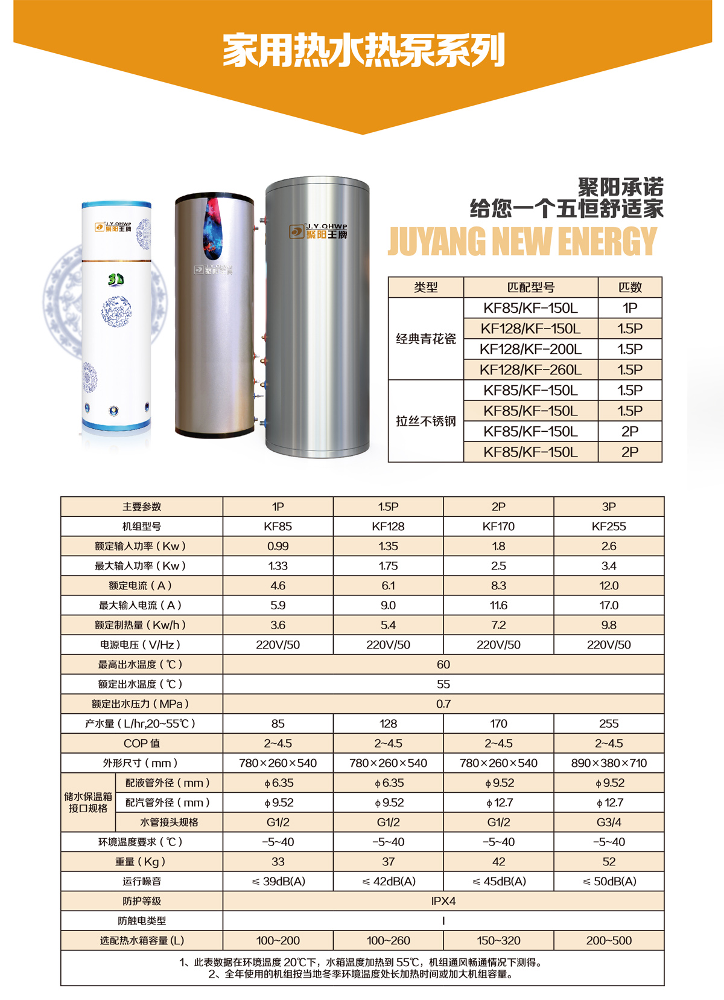 家用热水热泵系列
聚阳承诺
给您一个五恒舒适家
JUYANG NEW ENERGY
J.Y.QHWP
聚阳王牌
3D
J.Y.QHWP
聚阳王牌
J.Y.QHWP
聚阳王牌
类型 匹配型号 匹数
经典青花瓷
KF85/KF-150L 1P
KF128/KF-150L 1.5P
KF128/KF-200L 1.5P
KF128/KF-260L 1.5P
拉丝不锈钢
KF85/KF-150L 1.5P
KF85/KF-150L 1.5P
KF85/KF-150L 2P
KF85/KF-150L 2P
主要参数 1P 1.5P 2P 3P
机组型号 KF85 KF128 KF170 KF255
额定输入功率（Kw） 0.99 1.35 1.8 2.6
最大输入功率（Kw） 1.33 1.75 2.5 3.4
额定电流（A） 4.6 6.1 8.3 12.0
最大输入电流（A） 5.9 9.0 11.6 17.0
额定制热量（Kw/h） 3.6 5.4 7.2 9.8
电源电压（V/Hz） 220V/50 220V/50 220V/50 220V/50
最高出水温度（℃） 60
额定出水温度（℃） 55
额定出水压力（MPa） 0.7
产水量（L/hr,20~55℃） 85 128 170 255
COP 值 2~4.5 2~4.5 2~4.5 2~4.5
外形尺寸（mm） 780×260×540 780×260×540 780×260×540 890×380×710
储水保温箱
接口规格
配液管外径（mm） φ6.35 φ6.35 φ9.52 φ9.52
配汽管外径（mm） φ9.52 φ9.52 φ12.7 φ12.7
水管接头规格 G1/2 G1/2 G1/2 G3/4
环境温度要求（℃） -5~40 -5~40 -5~40 -5~40
重量（Kg） 33 37 42 52
运行噪音 ≤ 39dB(A) ≤ 42dB(A) ≤ 45dB(A) ≤ 50dB(A)
防护等级 IPX4
防触电类型 I
选配热水箱容量 (L) 100~200 100~260 150~320 200~500
1、此表数据在环境温度 20℃下，水箱温度加热到 55℃，机组通风畅通情况下测得。
2、全年使用的机组按当地冬季环境温度处长加热时间或加大机组容量。